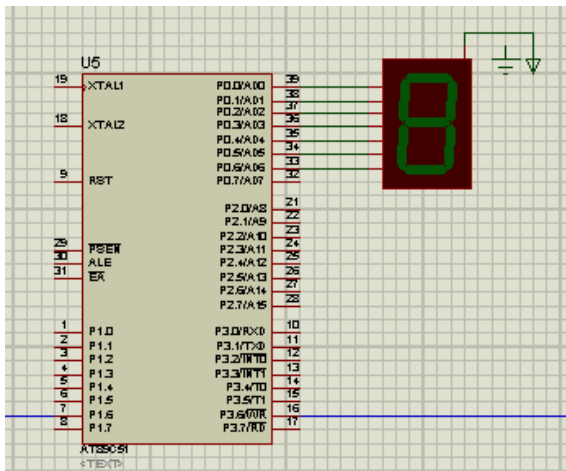 U5
19 XTAL1 P0.0/AD0 39
P0.1/AD1 38
P0.2/AD2 37
18 XTAL2 P0.3/AD3 36
P0.4/AD4 35
P0.5/AD5 34
P0.6/AD6 33
9 RST P0.7/AD7 32
P2.0/A8 21
P2.1/A9 22
P2.2/A10 23
29 PSEN P2.3/A11 24
30 ALE P2.4/A12 25
31 EA P2.5/A13 26
P2.6/A14 27
P2.7/A15 28
1 P1.0 P3.0/RXD 10
2 P1.1 P3.1/TXD 11
3 P1.2 P3.2/INT0 12
4 P1.3 P3.3/INT1 13
5 P1.4 P3.4/T0 14
6 P1.5 P3.5/T1 15
7 P1.6 P3.6/WR 16
8 P1.7 P3.7/RD 17
AT89C51
<TEXT>